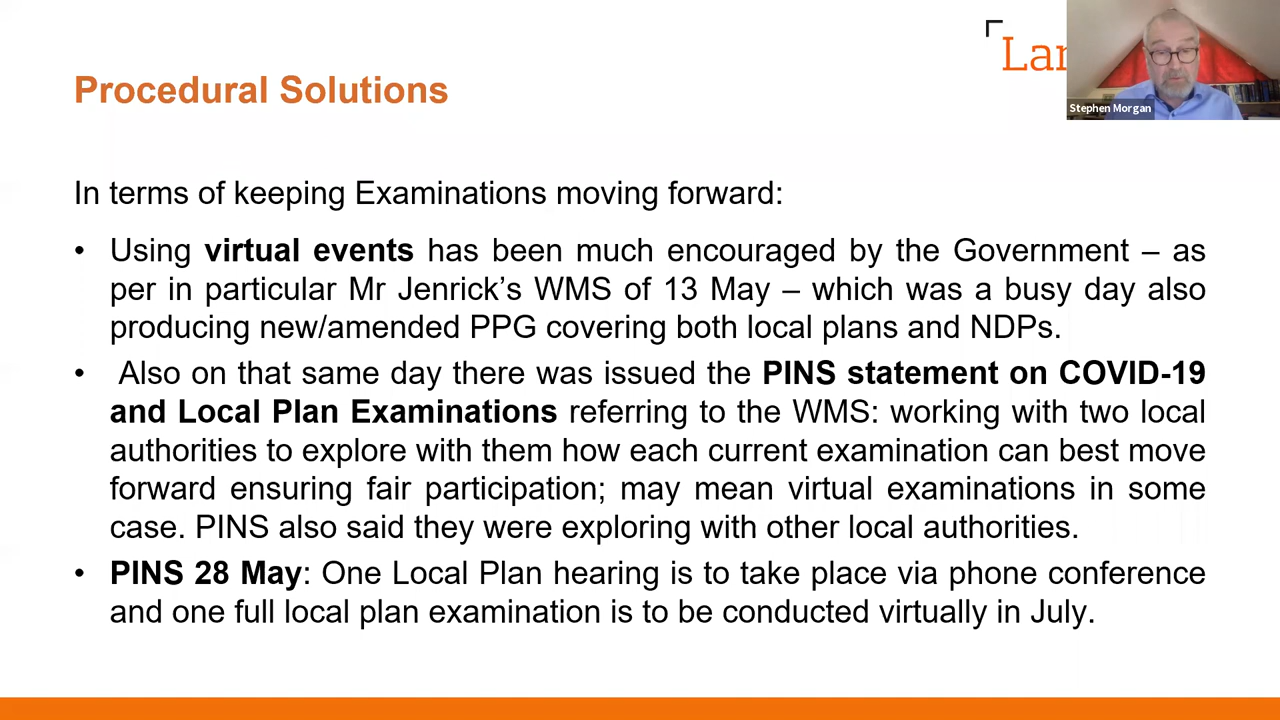 Procedural Solutions
Stephen Morgan
In terms of keeping Examinations moving forward:
• Using virtual events has been much encouraged by the Government – as
per in particular Mr Jenrick’s WMS of 13 May – which was a busy day also
producing new/amended PPG covering both local plans and NDPs.
• Also on that same day there was issued the PINS statement on COVID-19
and Local Plan Examinations referring to the WMS: working with two local
authorities to explore with them how each current examination can best move
forward ensuring fair participation; may mean virtual examinations in some
case. PINS also said they were exploring with other local authorities.
• PINS 28 May: One Local Plan hearing is to take place via phone conference
and one full local plan examination is to be conducted virtually in July.